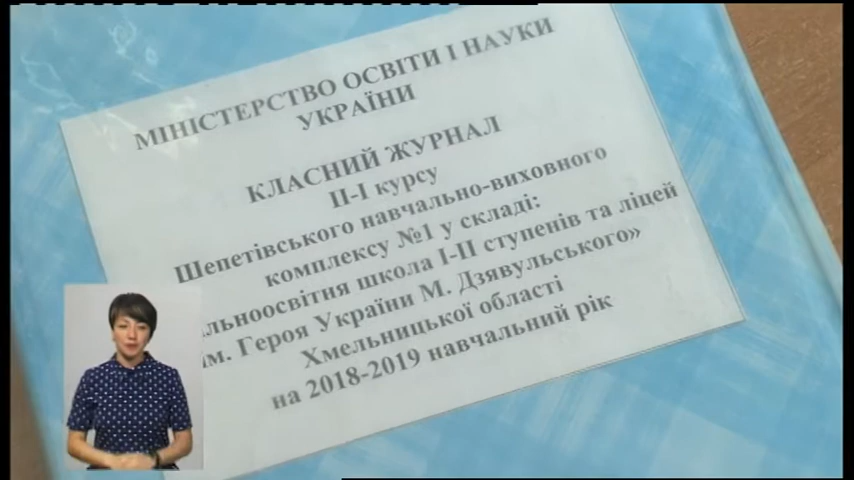 МІНІСТЕРСТВО ОСВІТИ І НАУКИ
УКРАЇНИ
КЛАСНИЙ ЖУРНАЛ
ІІ-І курсу
Шепетівського навчально-виховного
комплексу №1 у складі:
школа І-ІІ ступенів та ліцей
Героя України М. Дзявульського»
Хмельницької області
на 2018-2019 навчальний рік